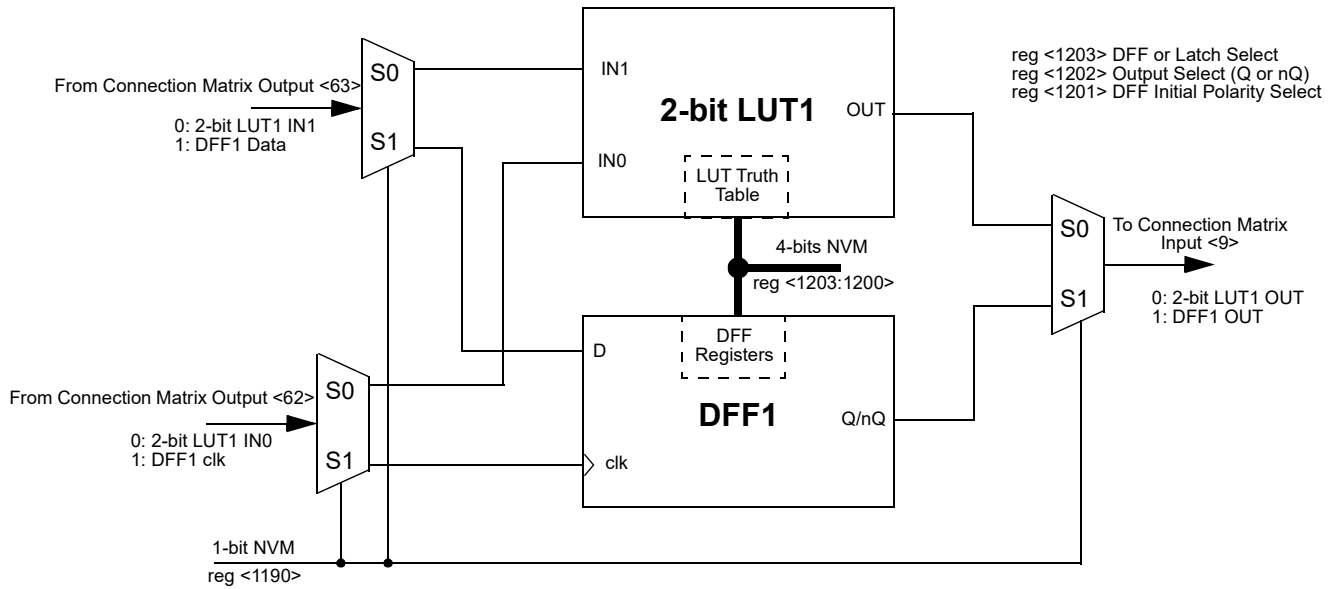 S0
IN1
From Connection Matrix Output <63>
0: 2-bit LUT1 IN1
1: DFF1 Data
S1
2-bit LUT1
OUT
IN0
LUT Truth
Table
reg <1203> DFF or Latch Select
reg <1202> Output Select (Q or nQ)
reg <1201> DFF Initial Polarity Select
4-bits NVM
reg <1203:1200>
S0
S1
To Connection Matrix
Input <9>
0: 2-bit LUT1 OUT
1: DFF1 OUT
DFF
Registers
D
DFF1
Q/nQ
clk
S0
From Connection Matrix Output <62>
0: 2-bit LUT1 IN0
1: DFF1 clk
S1
1-bit NVM
reg <1190>